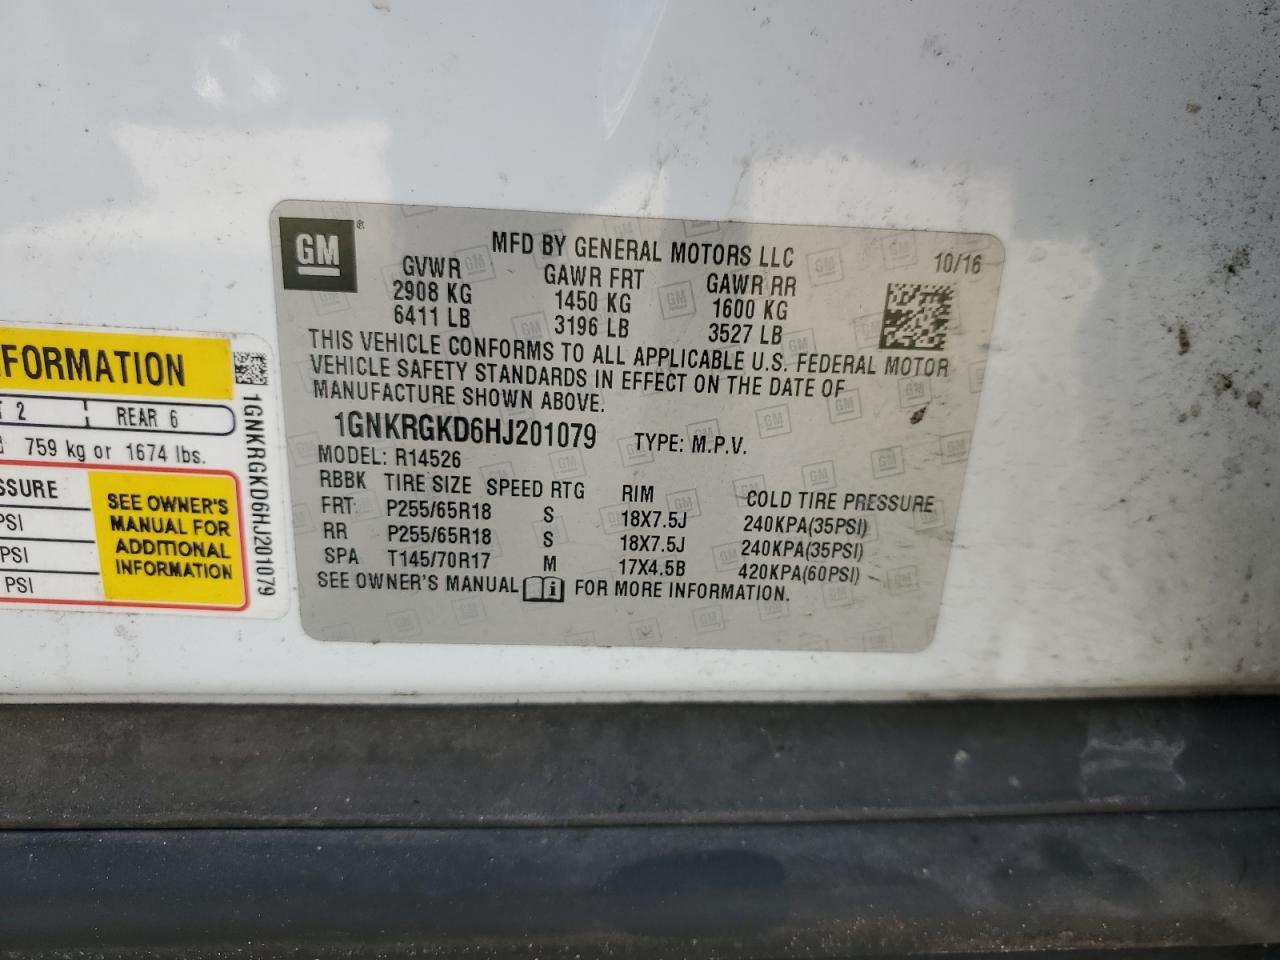 GM
MFD BY GENERAL MOTORS LLC
10/16
GVWR GAWR FRT GAWR RR
2908 KG 1450 KG 1600 KG
6411 LB 3196 LB 3527 LB
THIS VEHICLE CONFORMS TO ALL APPLICABLE U.S. FEDERAL MOTOR
VEHICLE SAFETY STANDARDS IN EFFECT ON THE DATE OF
MANUFACTURE SHOWN ABOVE.
1GNKRGKD6HJ201079 TYPE: M.P.V.
MODEL: R14526
RBBK TIRE SIZE SPEED RTG RIM COLD TIRE PRESSURE
FRT: P255/65R18 S 18X7.5J 240KPA(35PSI)
RR P255/65R18 S 18X7.5J 240KPA(35PSI)
SPA T145/70R17 M 17X4.5B 420KPA(60PSI)
SEE OWNER'S MANUAL FOR MORE INFORMATION.
FORMATION
2 REAR 6
759 kg or 1674 lbs.
SSURE
PSI
PSI
PSI
SEE OWNER'S
MANUAL FOR
ADDITIONAL
INFORMATION
1GNKRGKD6HJ201079